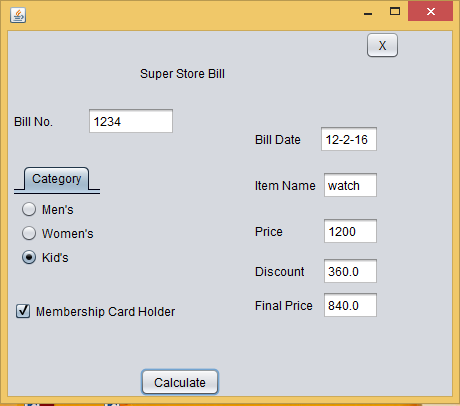 X
Super Store Bill
Bill No. 1234
Bill Date 12-2-16
Category
Item Name watch
Men's
Women's
Price 1200
Kid's
Discount 360.0
Final Price 840.0
Membership Card Holder
Calculate